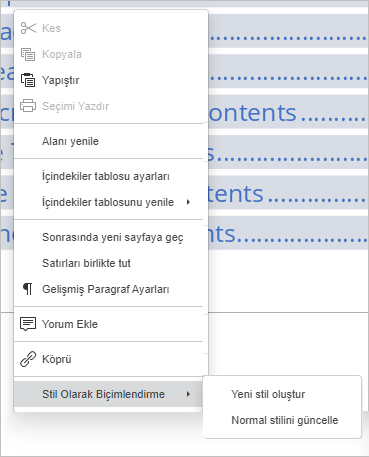 Kes
Kopyala
Yapıştır
Seçimi Yazdır
Alanı yenile
İçindekiler tablosu ayarları
İçindekiler tablosunu yenile
Sonrasında yeni sayfaya geç
Satırları birlikte tut
Gelişmiş Paragraf Ayarları
Yorum Ekle
Köprü
Stil Olarak Biçimlendirme
Yeni stil oluştur
Normal stilini güncelle